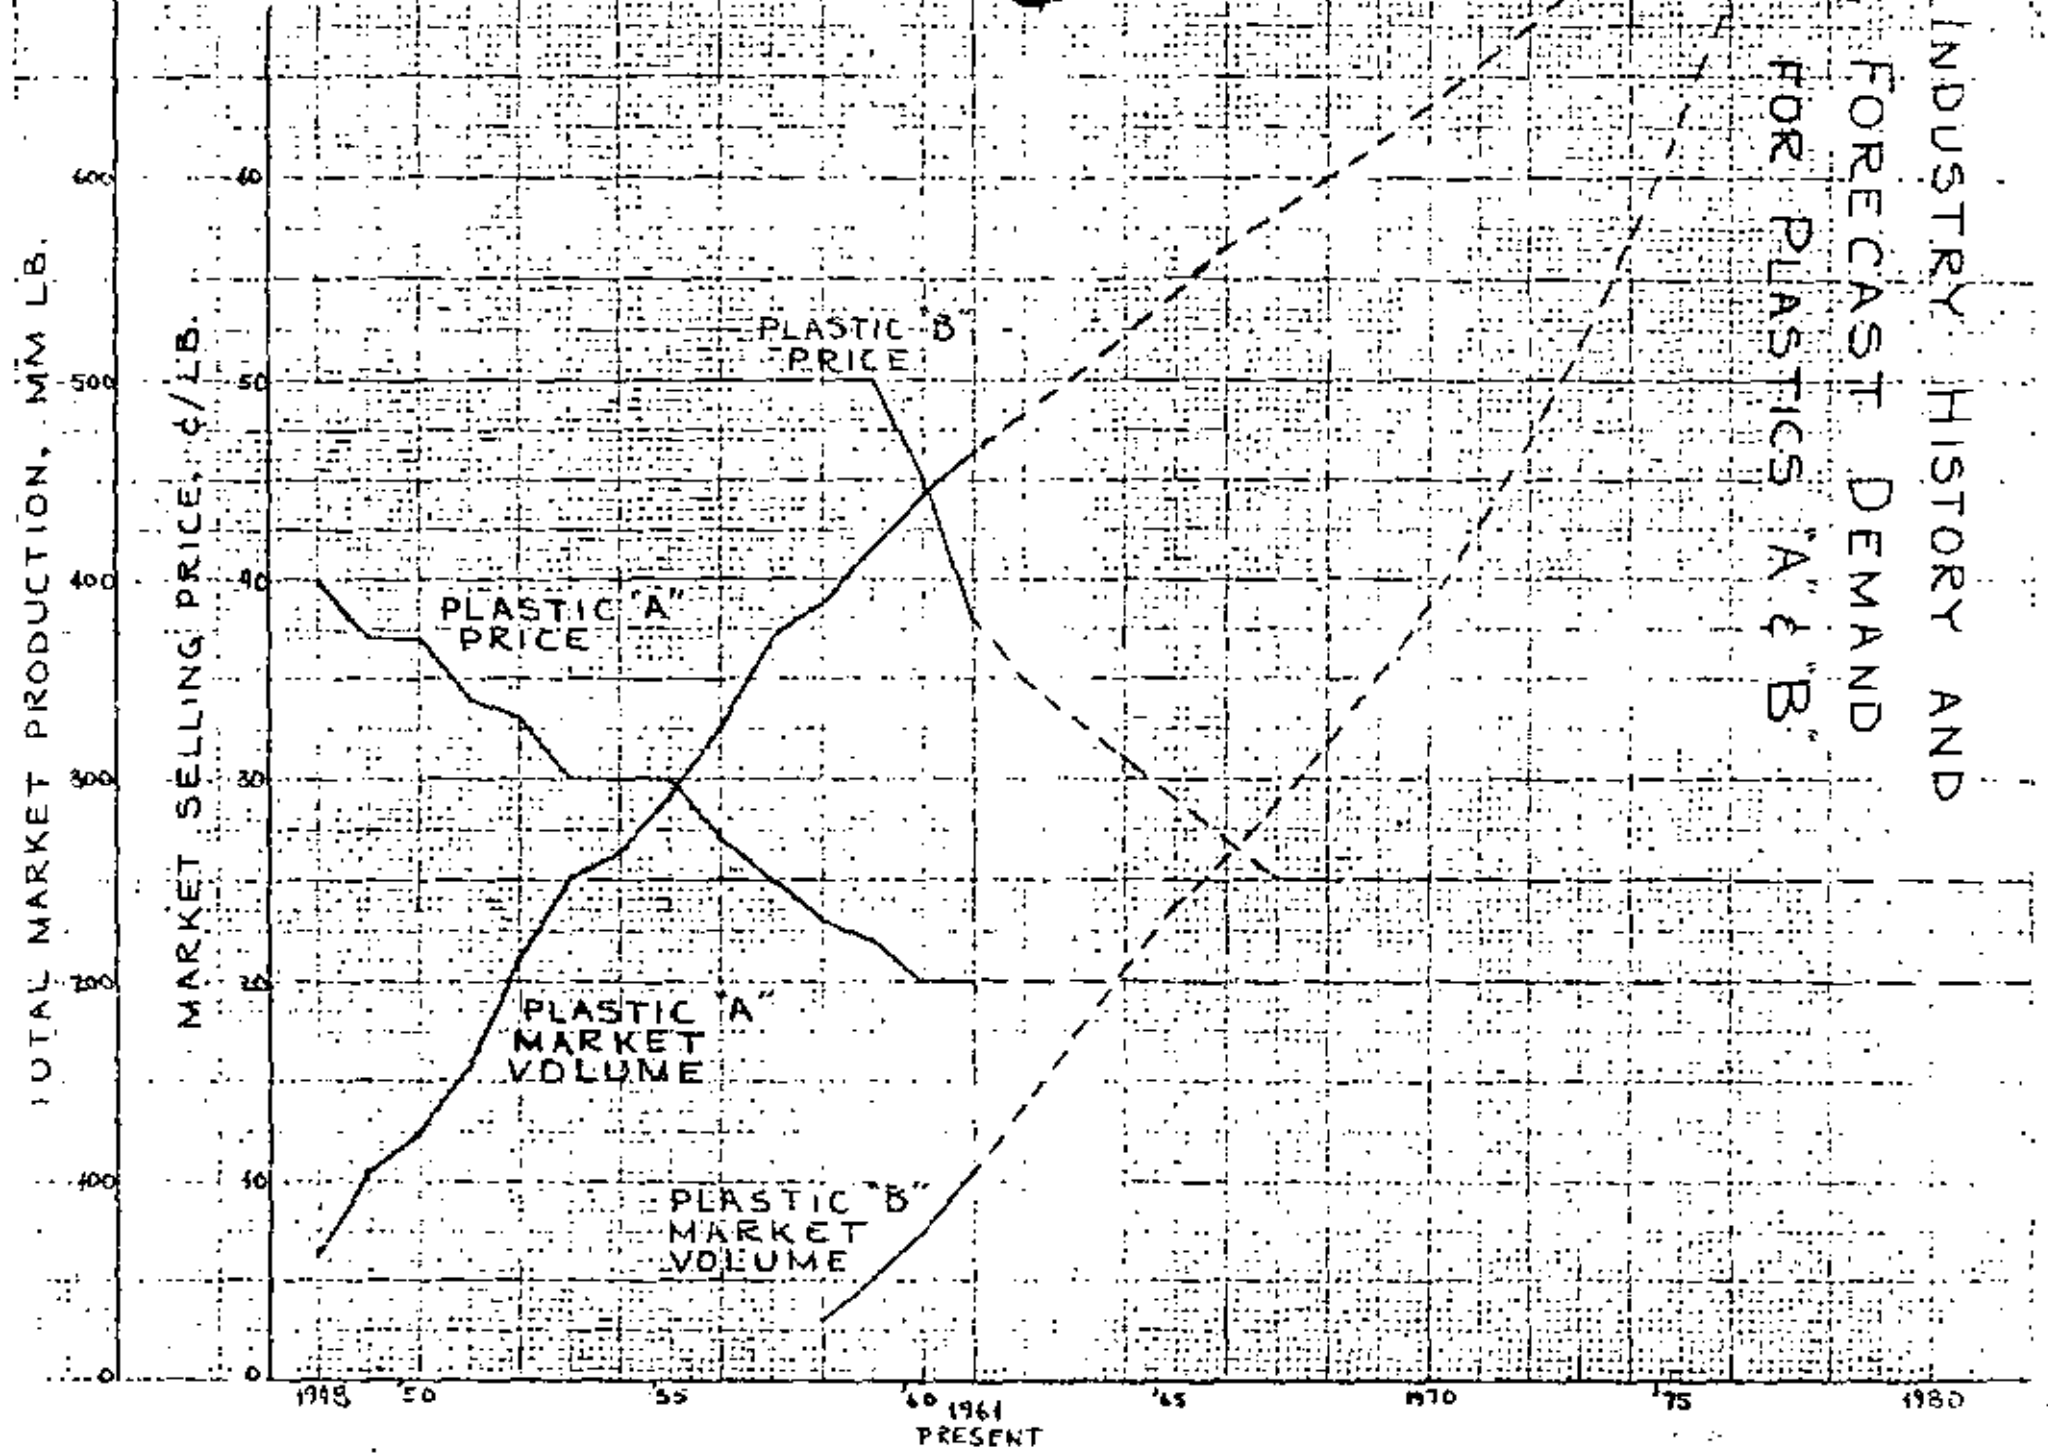 INDUSTRY HISTORY AND
FORECAST DEMAND
FOR PLASTICS "A" & "B"
TOTAL MARKET PRODUCTION, MM LB.
MARKET SELLING PRICE, ¢/LB.
600
500
400
300
200
100
0
60
50
40
30
20
10
0
PLASTIC "B"
PRICE
PLASTIC "A"
PRICE
PLASTIC "A"
MARKET
VOLUME
PLASTIC "B"
MARKET
VOLUME
1948 '50 '55 '60 1961 '65 1970 '75 1980
PRESENT